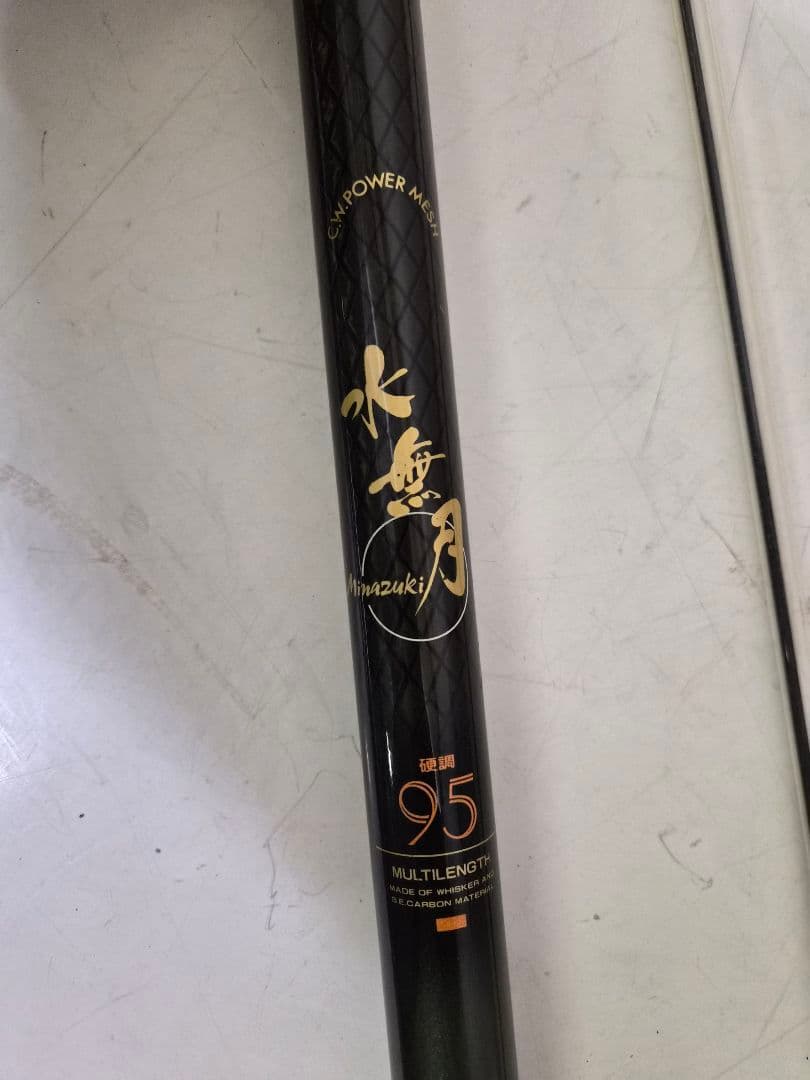 C.W.POWER MESH
水無月
Minazuki
硬調
95
MULTILENGTH
MADE OF WHISKER AND
S.E.CARBON MATERIAL